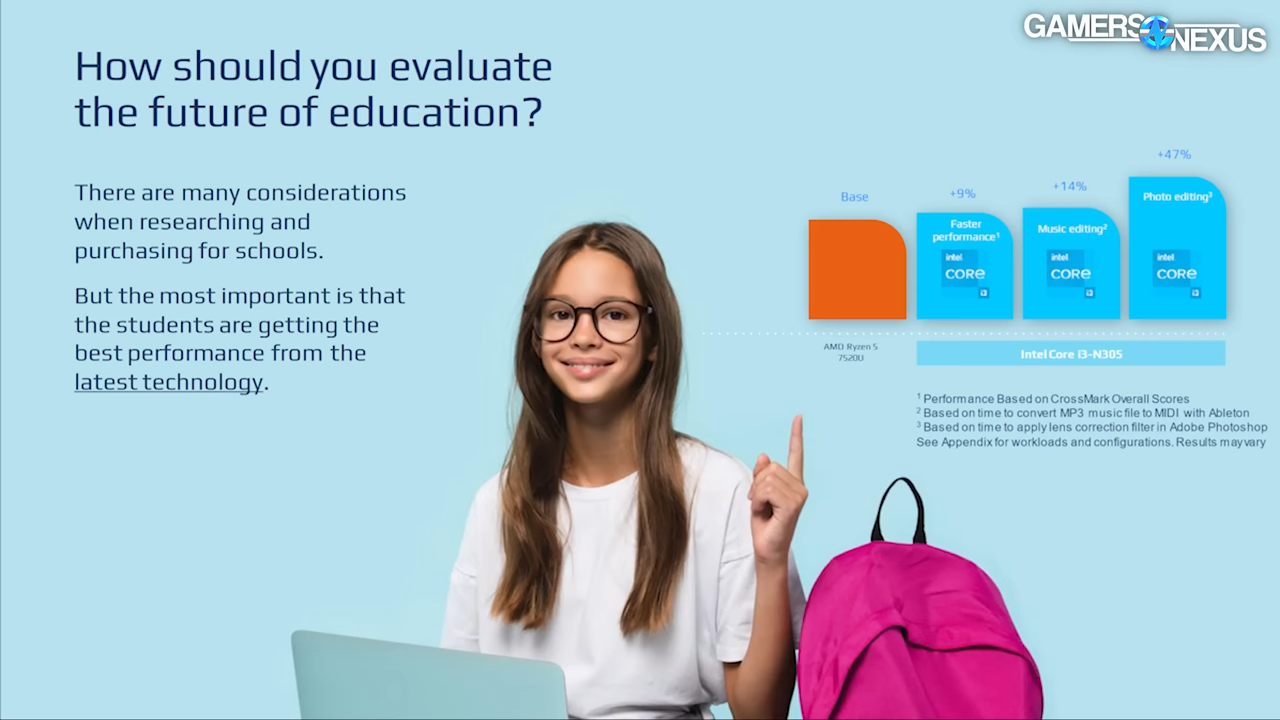 GAMERS NEXUS
How should you evaluate
the future of education?
There are many considerations
when researching and
purchasing for schools.
But the most important is that
the students are getting the
best performance from the
latest technology.
Base
+9%
+14%
+47%
Faster
performance¹
Music editing²
Photo editing³
intel
CORE
i3
intel
CORE
i3
intel
CORE
i3
AMD Ryzen 5
7520U
Intel Core i3-N305
¹ Performance Based on CrossMark Overall Scores
² Based on time to convert MP3 music file to MIDI with Ableton
³ Based on time to apply lens correction filter in Adobe Photoshop
See Appendix for workloads and configurations. Results may vary